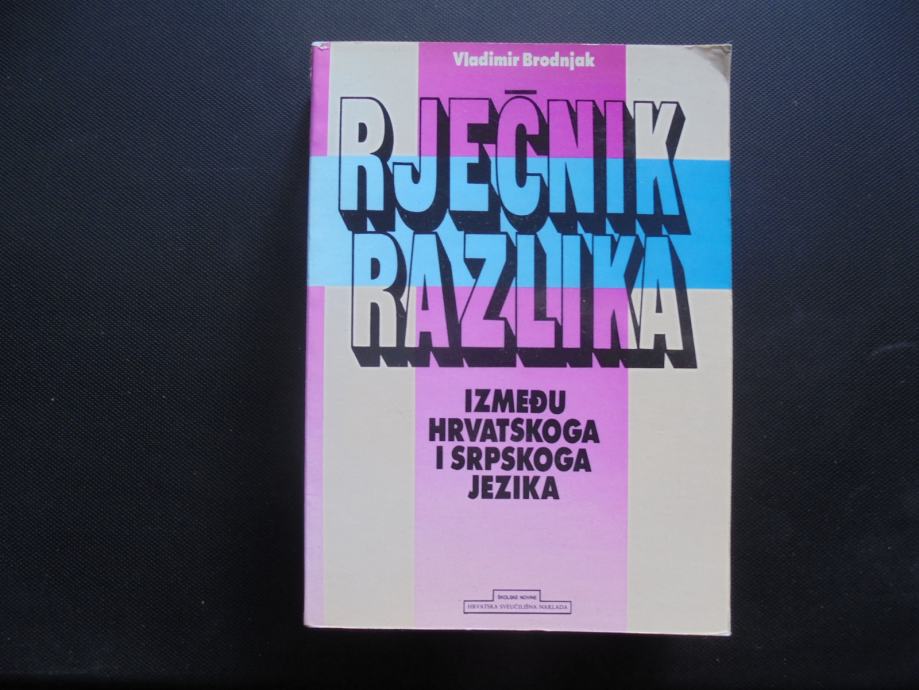 Vladimir Brodnjak
RJEČNIK
RAZLIKA
IZMEĐU
HRVATSKOGA
I SRPSKOGA
JEZIKA
ŠKOLSKE NOVINE
HRVATSKA SVEUČILIŠNA NAKLADA